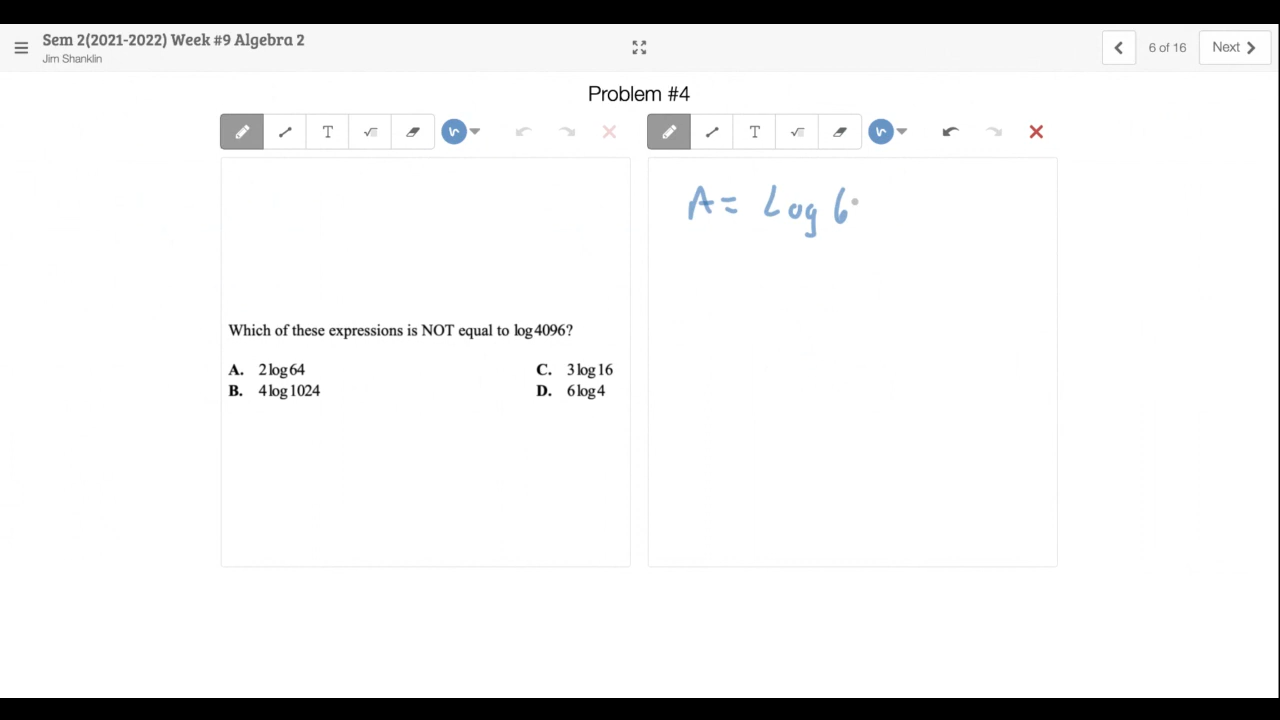 Sem 2(2021-2022) Week #9 Algebra 2
Jim Shanklin
6 of 16
Next
Problem #4
T
T
A= Log 6
Which of these expressions is NOT equal to log 4096?
A. 2 log 64
C. 3 log 16
B. 4 log 1024
D. 6 log 4